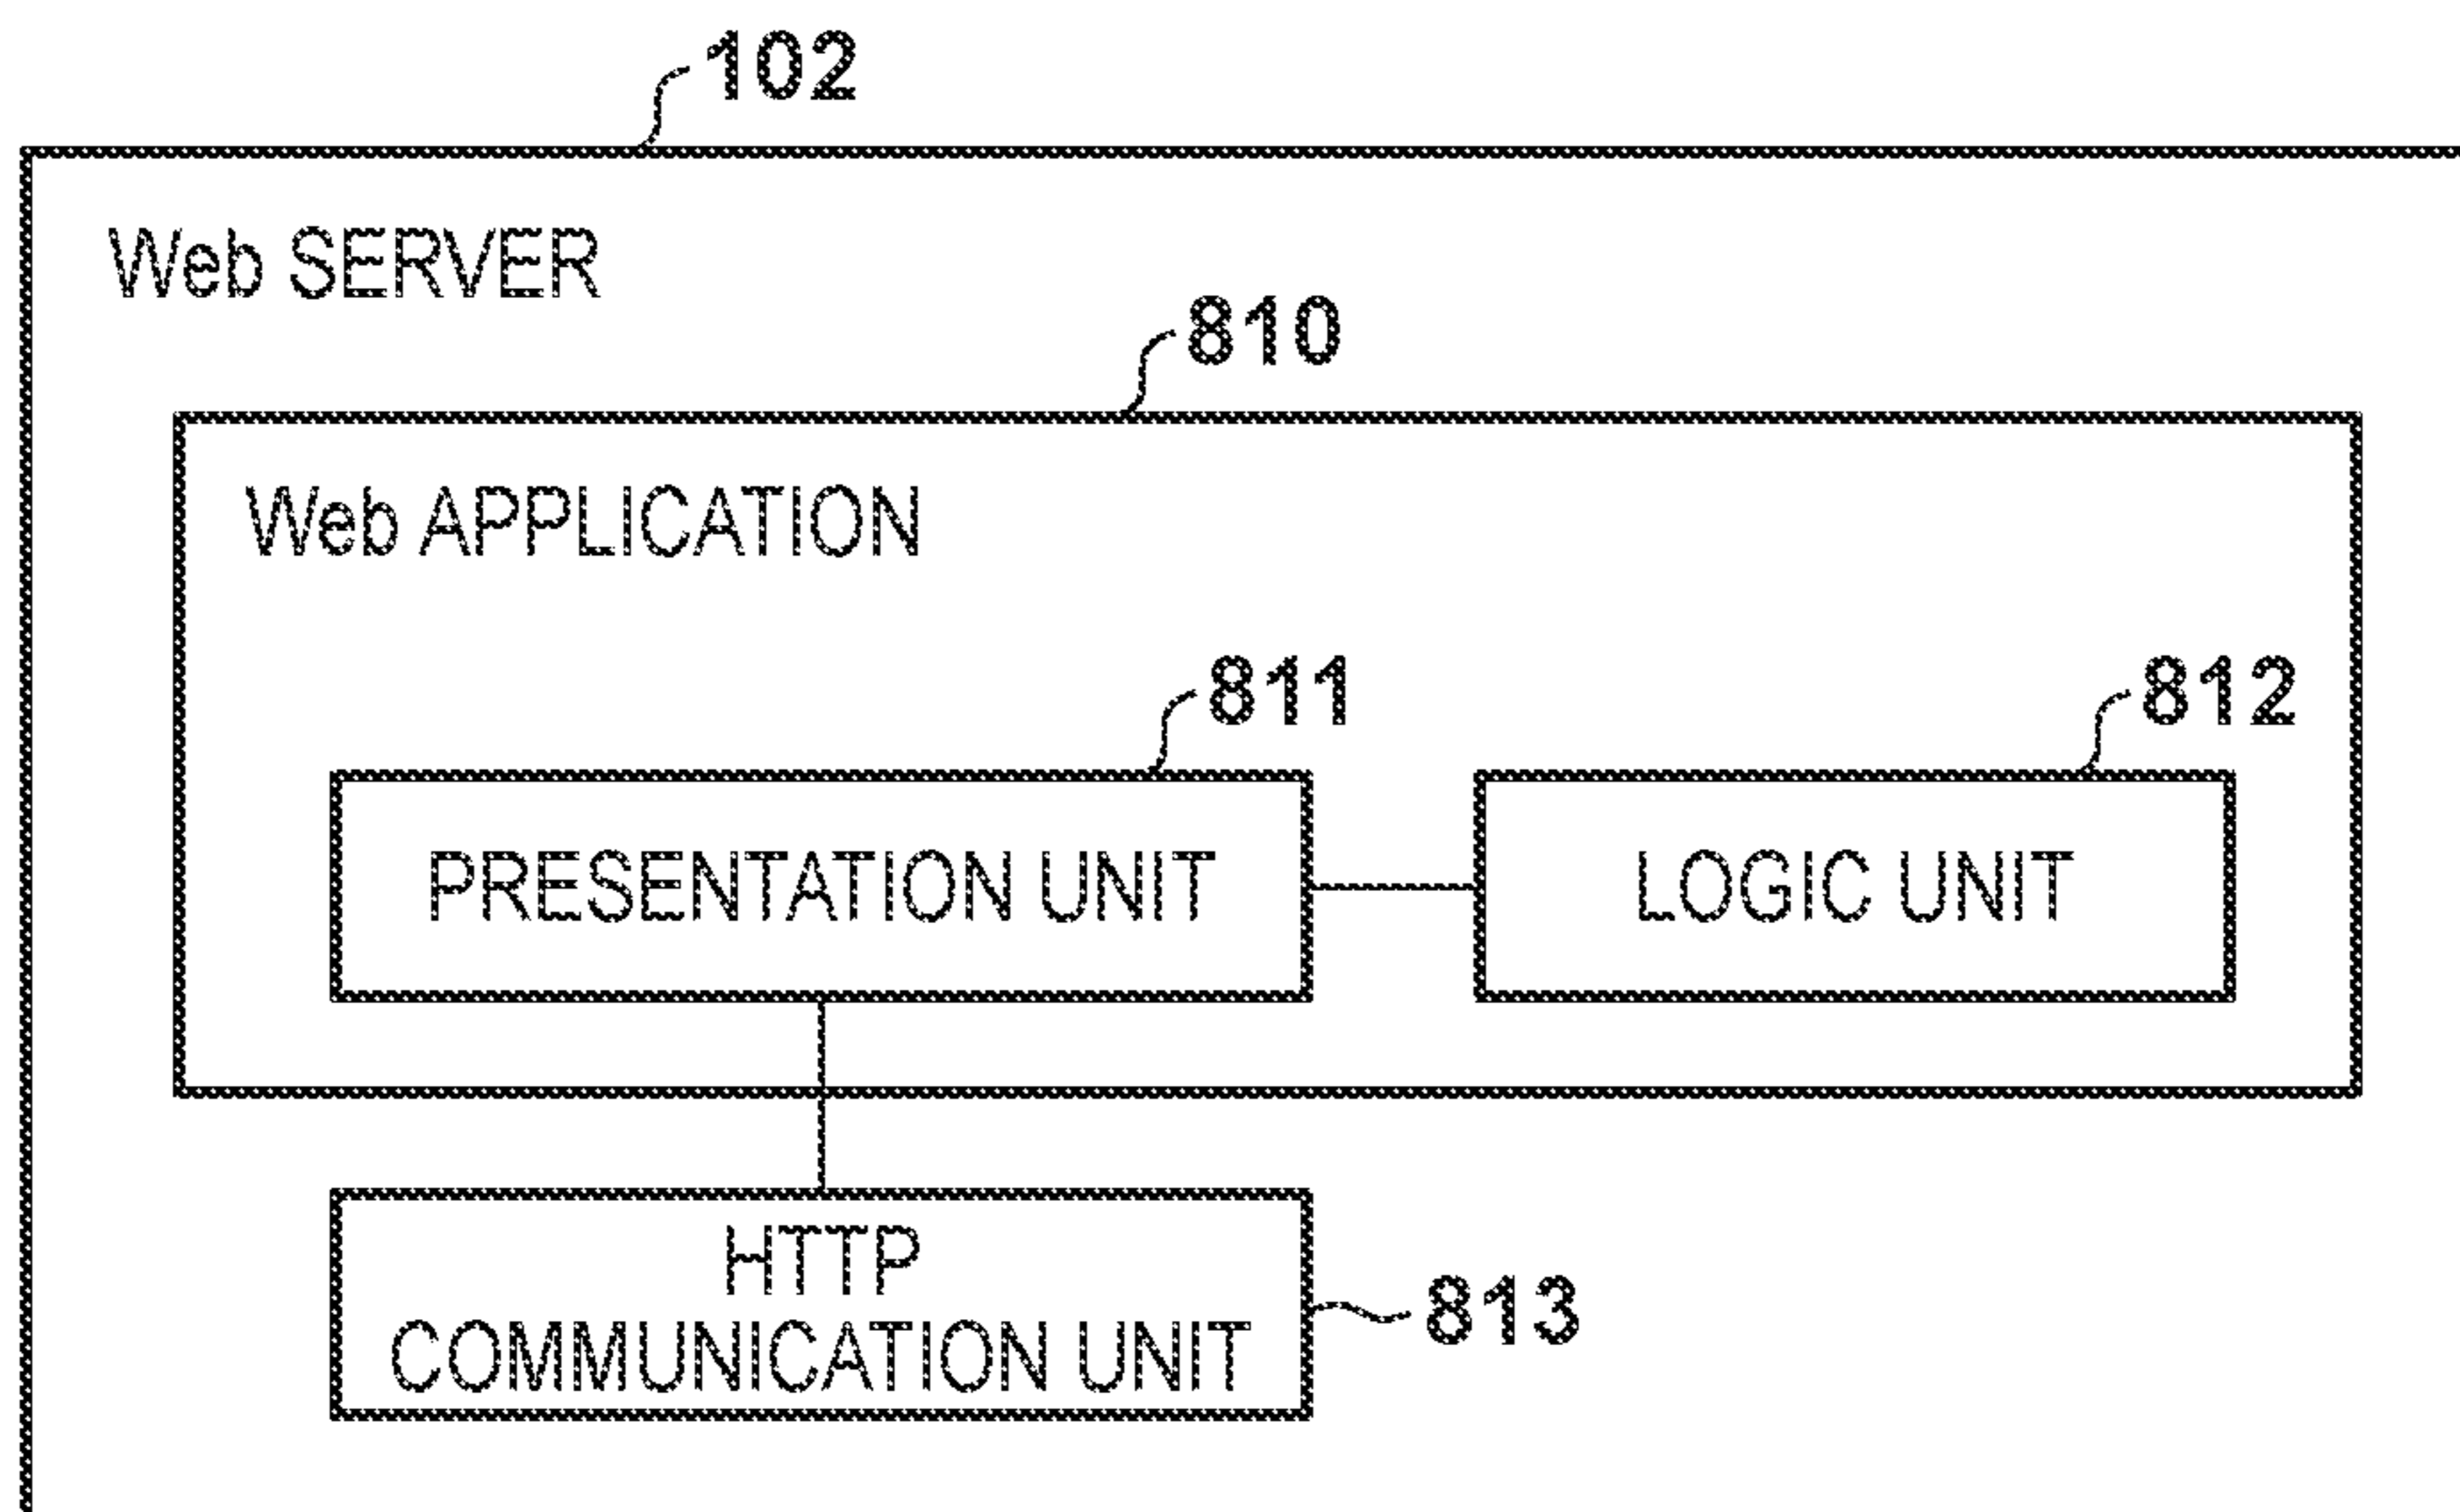 102
Web SERVER
810
Web APPLICATION
811
812
PRESENTATION UNIT
LOGIC UNIT
HTTP
COMMUNICATION UNIT
813